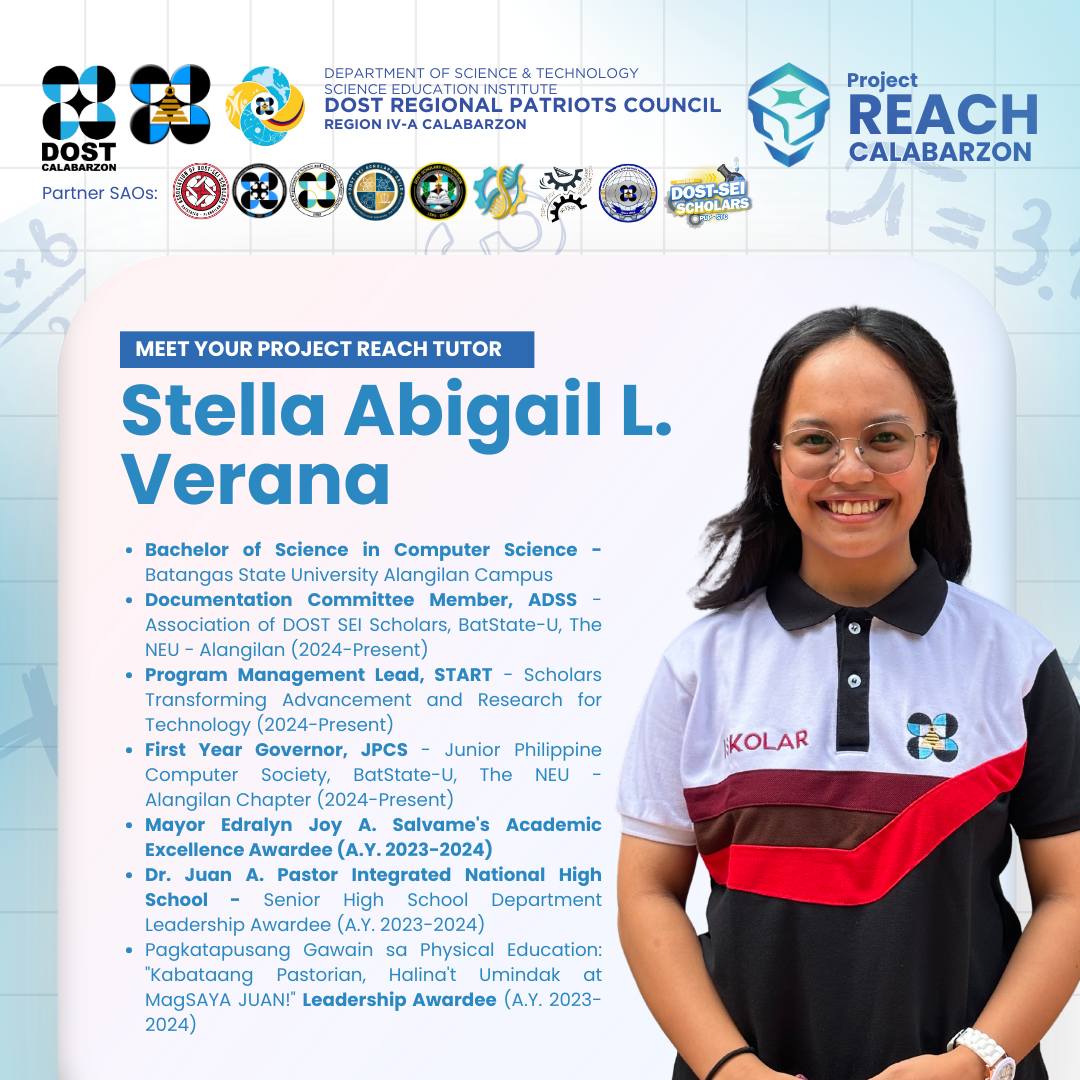 DEPARTMENT OF SCIENCE & TECHNOLOGY
SCIENCE EDUCATION INSTITUTE
DOST REGIONAL PATRIOTS COUNCIL
REGION IV-A CALABARZON
DOST
CALABARZON
Project
REACH
CALABARZON
Partner SAOs:
DOST-SEI
SCHOLARS
MEET YOUR PROJECT REACH TUTOR
Stella Abigail L.
Verana
• Bachelor of Science in Computer Science -
Batangas State University Alangilan Campus
• Documentation Committee Member, ADSS -
Association of DOST SEI Scholars, BatState-U, The
NEU - Alangilan (2024-Present)
• Program Management Lead, START - Scholars
Transforming Advancement and Research for
Technology (2024-Present)
• First Year Governor, JPCS - Junior Philippine
Computer Society, BatState-U, The NEU -
Alangilan Chapter (2024-Present)
• Mayor Edralyn Joy A. Salvame's Academic
Excellence Awardee (A.Y. 2023-2024)
• Dr. Juan A. Pastor Integrated National High
School - Senior High School Department
Leadership Awardee (A.Y. 2023-2024)
• Pagkatapusang Gawain sa Physical Education:
"Kabataang Pastorian, Halina't Umindak at
MagSAYA JUAN!" Leadership Awardee (A.Y. 2023-
2024)
ISKOLAR